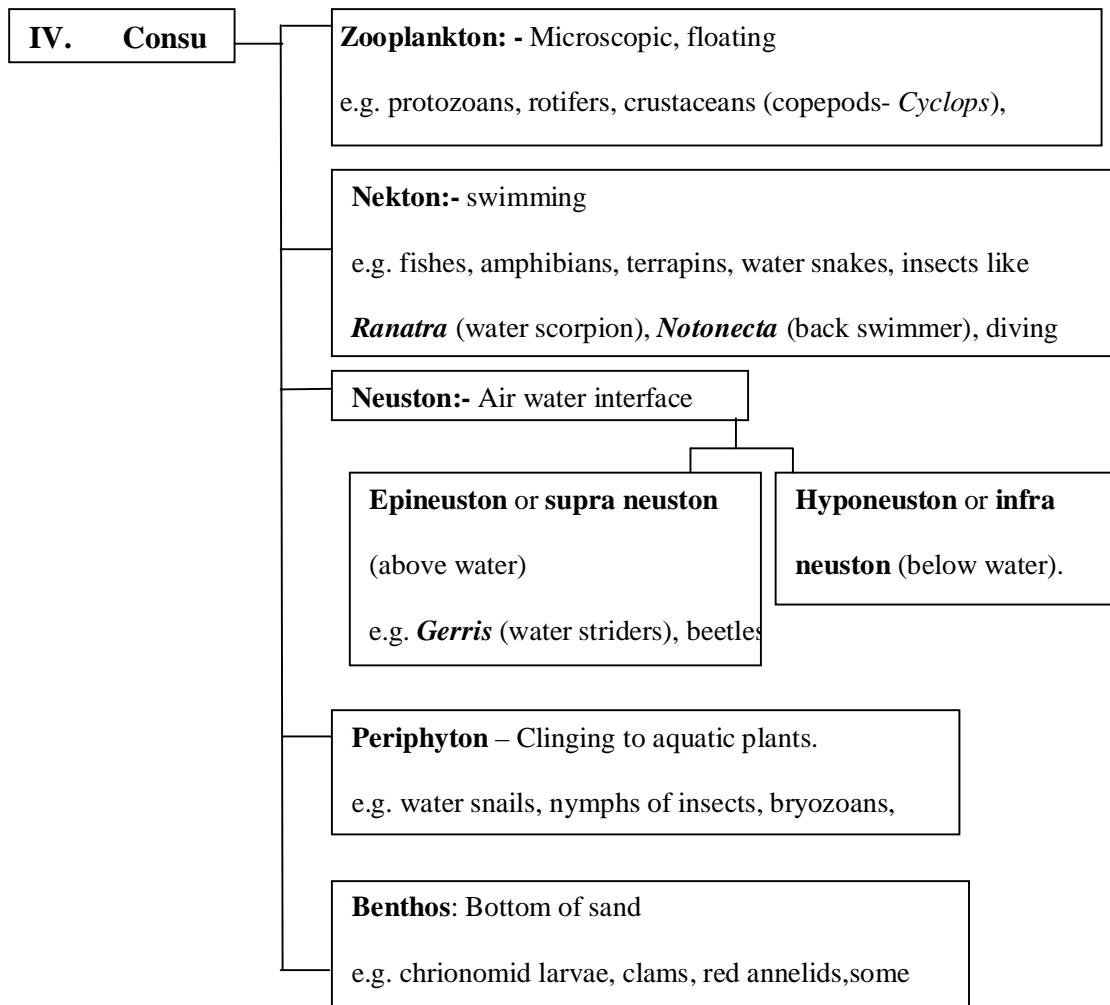 IV. Consu
Zooplankton: - Microscopic, floating
e.g. protozoans, rotifers, crustaceans (copepods- Cyclops),
Nekton:- swimming
e.g. fishes, amphibians, terrapins, water snakes, insects like
Ranatra (water scorpion), Notonecta (back swimmer), diving
Neuston:- Air water interface
Epineuston or supra neuston
(above water)
e.g. Gerris (water striders), beetles
Hyponeuston or infra
neuston (below water).
Periphyton – Clinging to aquatic plants.
e.g. water snails, nymphs of insects, bryozoans,
Benthos: Bottom of sand
e.g. chrionomid larvae, clams, red annelids,some